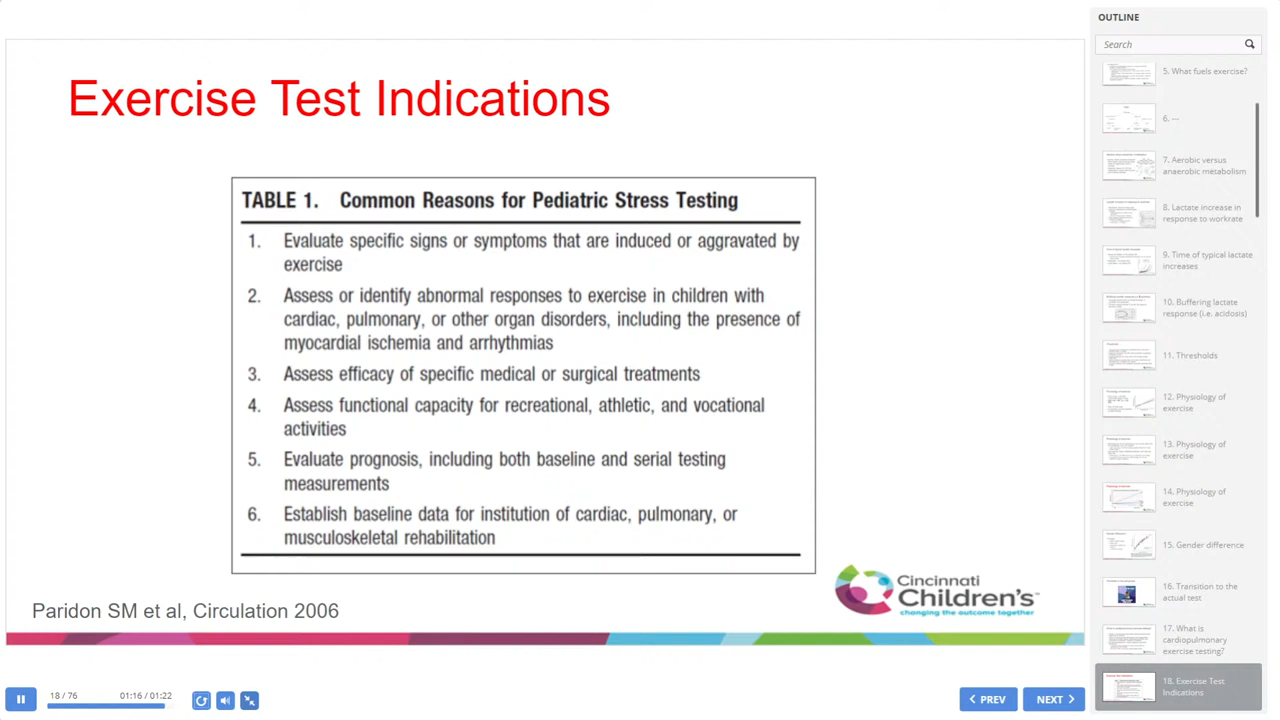 Exercise Test Indications
TABLE 1. Common Reasons for Pediatric Stress Testing
1. Evaluate specific signs or symptoms that are induced or aggravated by
exercise
2. Assess or identify abnormal responses to exercise in children with
cardiac, pulmonary, or other organ disorders, including the presence of
myocardial ischemia and arrhythmias
3. Assess efficacy of specific medical or surgical treatments
4. Assess functional capacity for recreational, athletic, and vocational
activities
5. Evaluate prognosis, including both baseline and serial testing
measurements
6. Establish baseline data for institution of cardiac, pulmonary, or
musculoskeletal rehabilitation
Paridon SM et al, Circulation 2006
Cincinnati
Children's™
changing the outcome together
18 / 76
01:16 / 01:22
PREV
NEXT
OUTLINE
Search
5. What fuels exercise?
6. ---
7. Aerobic versus
anaerobic metabolism
8. Lactate increase in
response to workrate
9. Time of typical lactate
increases
10. Buffering lactate
response (i.e. acidosis)
11. Thresholds
12. Physiology of
exercise
13. Physiology of
exercise
14. Physiology of
exercise
15. Gender difference
16. Transition to the
actual test
17. What is
cardiopulmonary
exercise testing?
18. Exercise Test
Indications